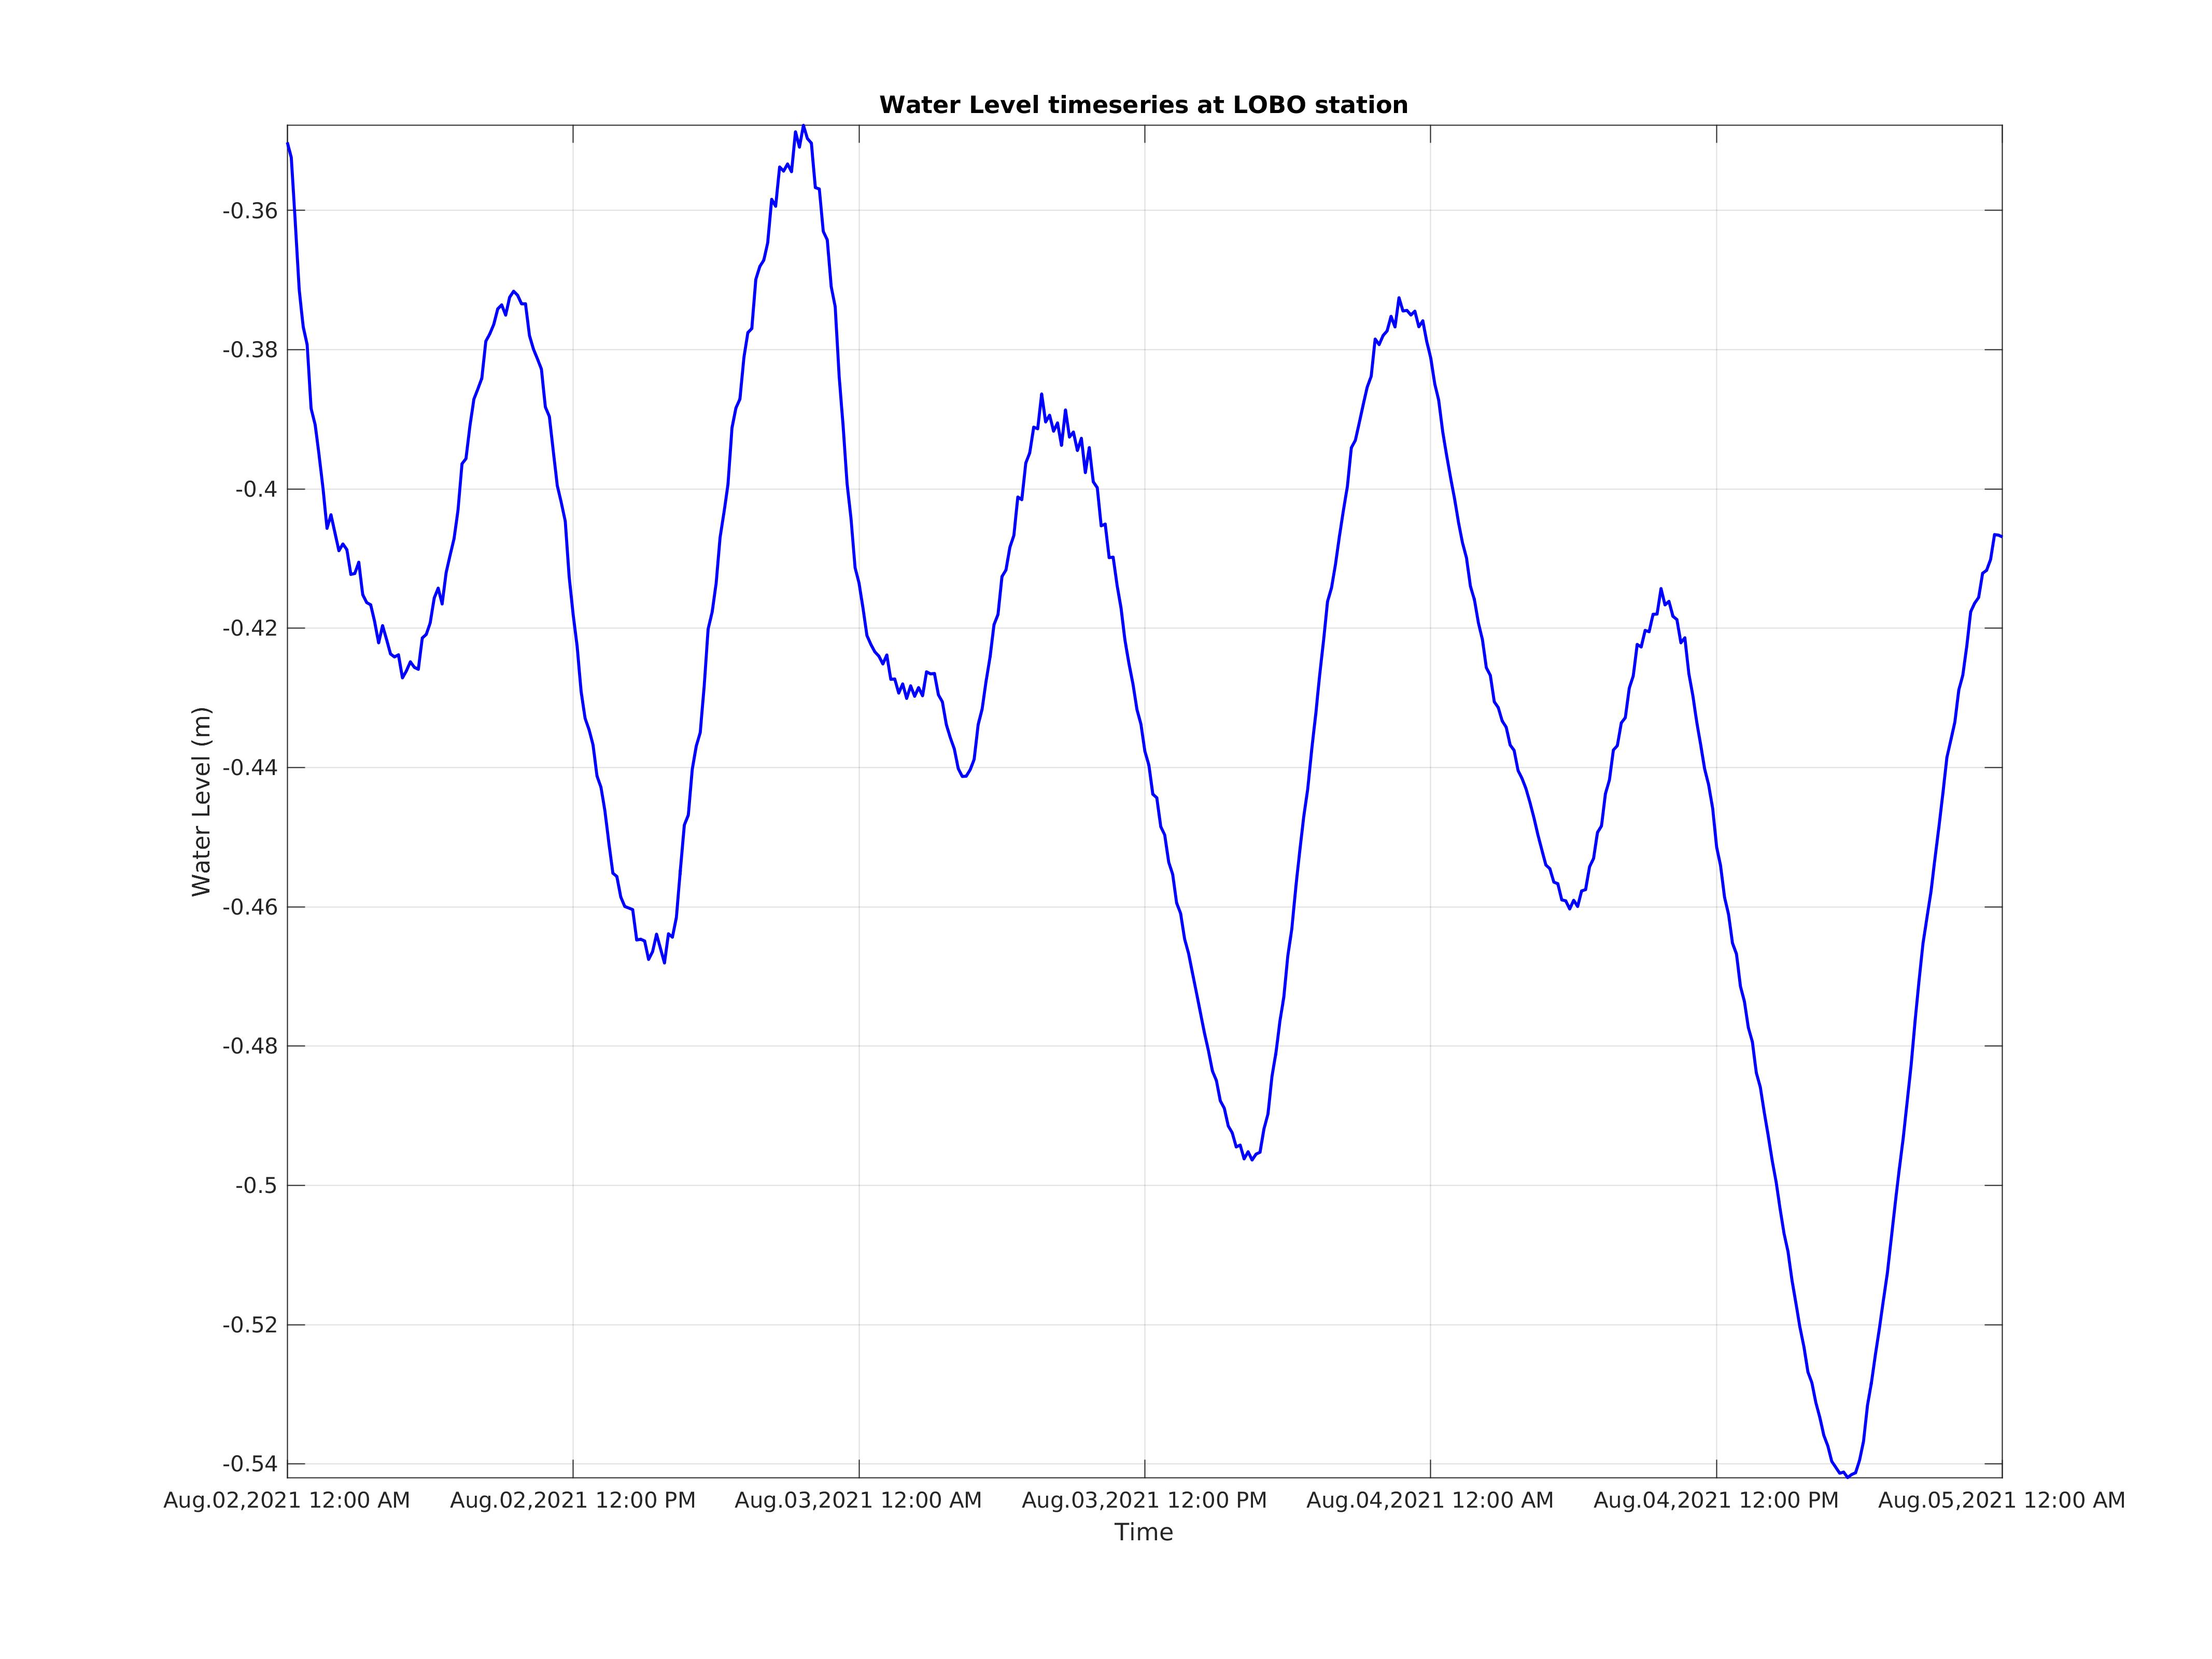 Water Level timeseries at LOBO station
-0.36
-0.38
-0.4
-0.42
-0.44
-0.46
-0.48
-0.5
-0.52
-0.54
Water Level (m)
Aug.02,2021 12:00 AM Aug.02,2021 12:00 PM Aug.03,2021 12:00 AM Aug.03,2021 12:00 PM Aug.04,2021 12:00 AM Aug.04,2021 12:00 PM Aug.05,2021 12:00 AM
Time